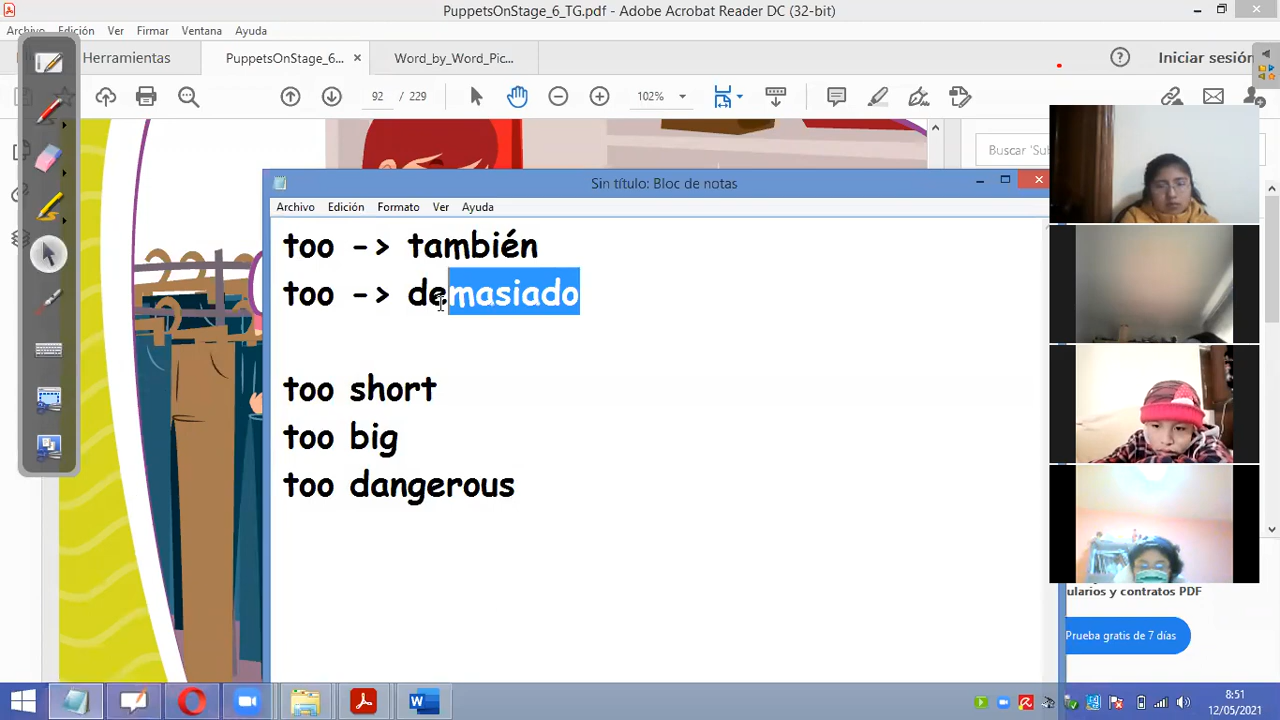 PuppetsOnStage_6_TG.pdf - Adobe Acrobat Reader DC (32-bit)
Archivo Edición Ver Firmar Ventana Ayuda
Herramientas
PuppetsOnStage_6...
Word_by_Word_Pic...
Iniciar sesión
92 / 229
102%
Buscar
Sin título: Bloc de notas
Archivo Edición Formato Ver Ayuda
too -> también
too -> demasiado
too short
too big
too dangerous
ularios y contratos PDF
Prueba gratis de 7 días
8:51
12/05/2021